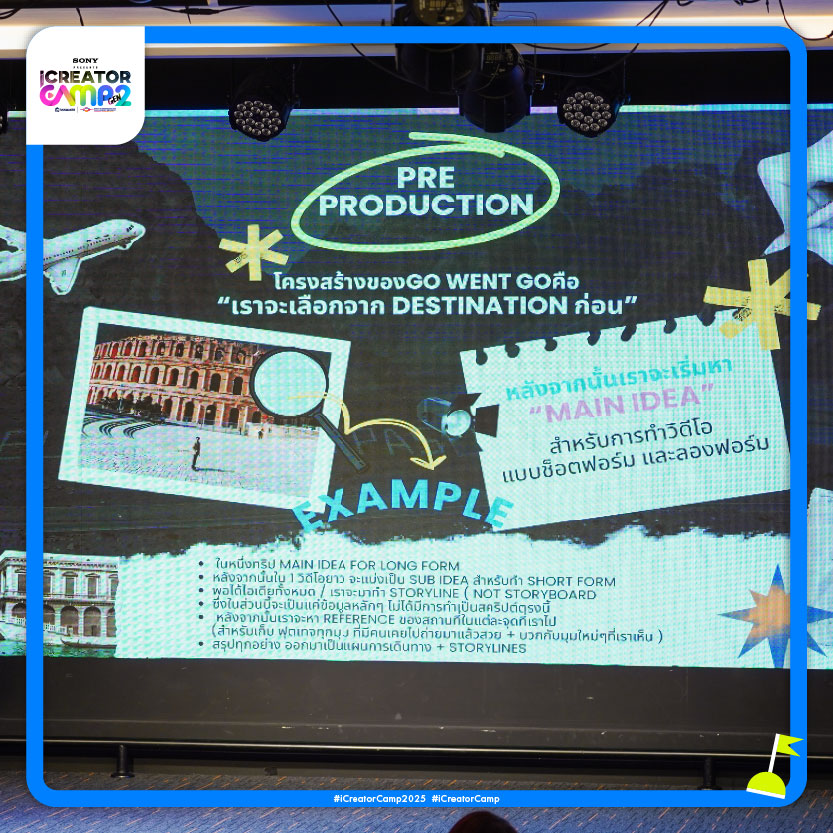 SONY
PRESENTS
iCREATOR
CAMP GEN 2
PRE
PRODUCTION
โครงสร้างของGO WENT GOคือ
“เราจะเลือกจาก DESTINATION ก่อน”
หลังจากนั้นเราจะเริ่มหา
“MAIN IDEA”
สำหรับการทำวิดีโอ
แบบช็อตฟอร์ม และลองฟอร์ม
EXAMPLE
• ในหนึ่งทริป MAIN IDEA FOR LONG FORM
• หลังจากนั้นใน 1 วิดีโอยาว จะแบ่งเป็น SUB IDEA สำหรับทำ SHORT FORM
• พอได้ไอเดียทั้งหมด / เราจะมาทำ STORYLINE ( NOT STORYBOARD
• ซึ่งในส่วนนี้จะเป็นแค่ข้อมูลหลักๆ ไม่ได้มีการทำเป็นสคริปต์ตรงนี้
• หลังจากนั้นเราจะหา REFERENCE ของสถานที่ในแต่ละจุดที่เราไป
(สำหรับเก็บ ฟุตเทจทุกมุม ที่มีคนเคยไปถ่ายมาแล้วสวย + บวกกับมุมใหม่ๆที่เราเห็น )
• สรุปทุกอย่าง ออกมาเป็นแผนการเดินทาง + STORYLINES
#iCreatorCamp2025 #iCreatorCamp